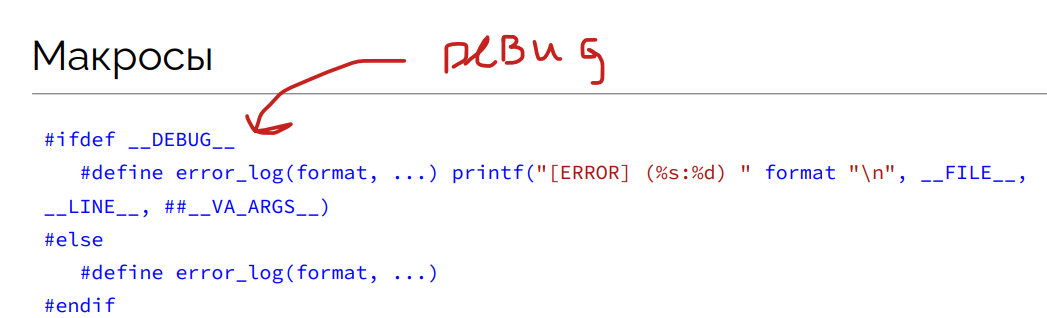 Макросы
DEBUG
#ifdef __DEBUG__
#define error_log(format, ...) printf("[ERROR] (%s:%d) " format "\n", __FILE__,
__LINE__, ##__VA_ARGS__)
#else
#define error_log(format, ...)
#endif